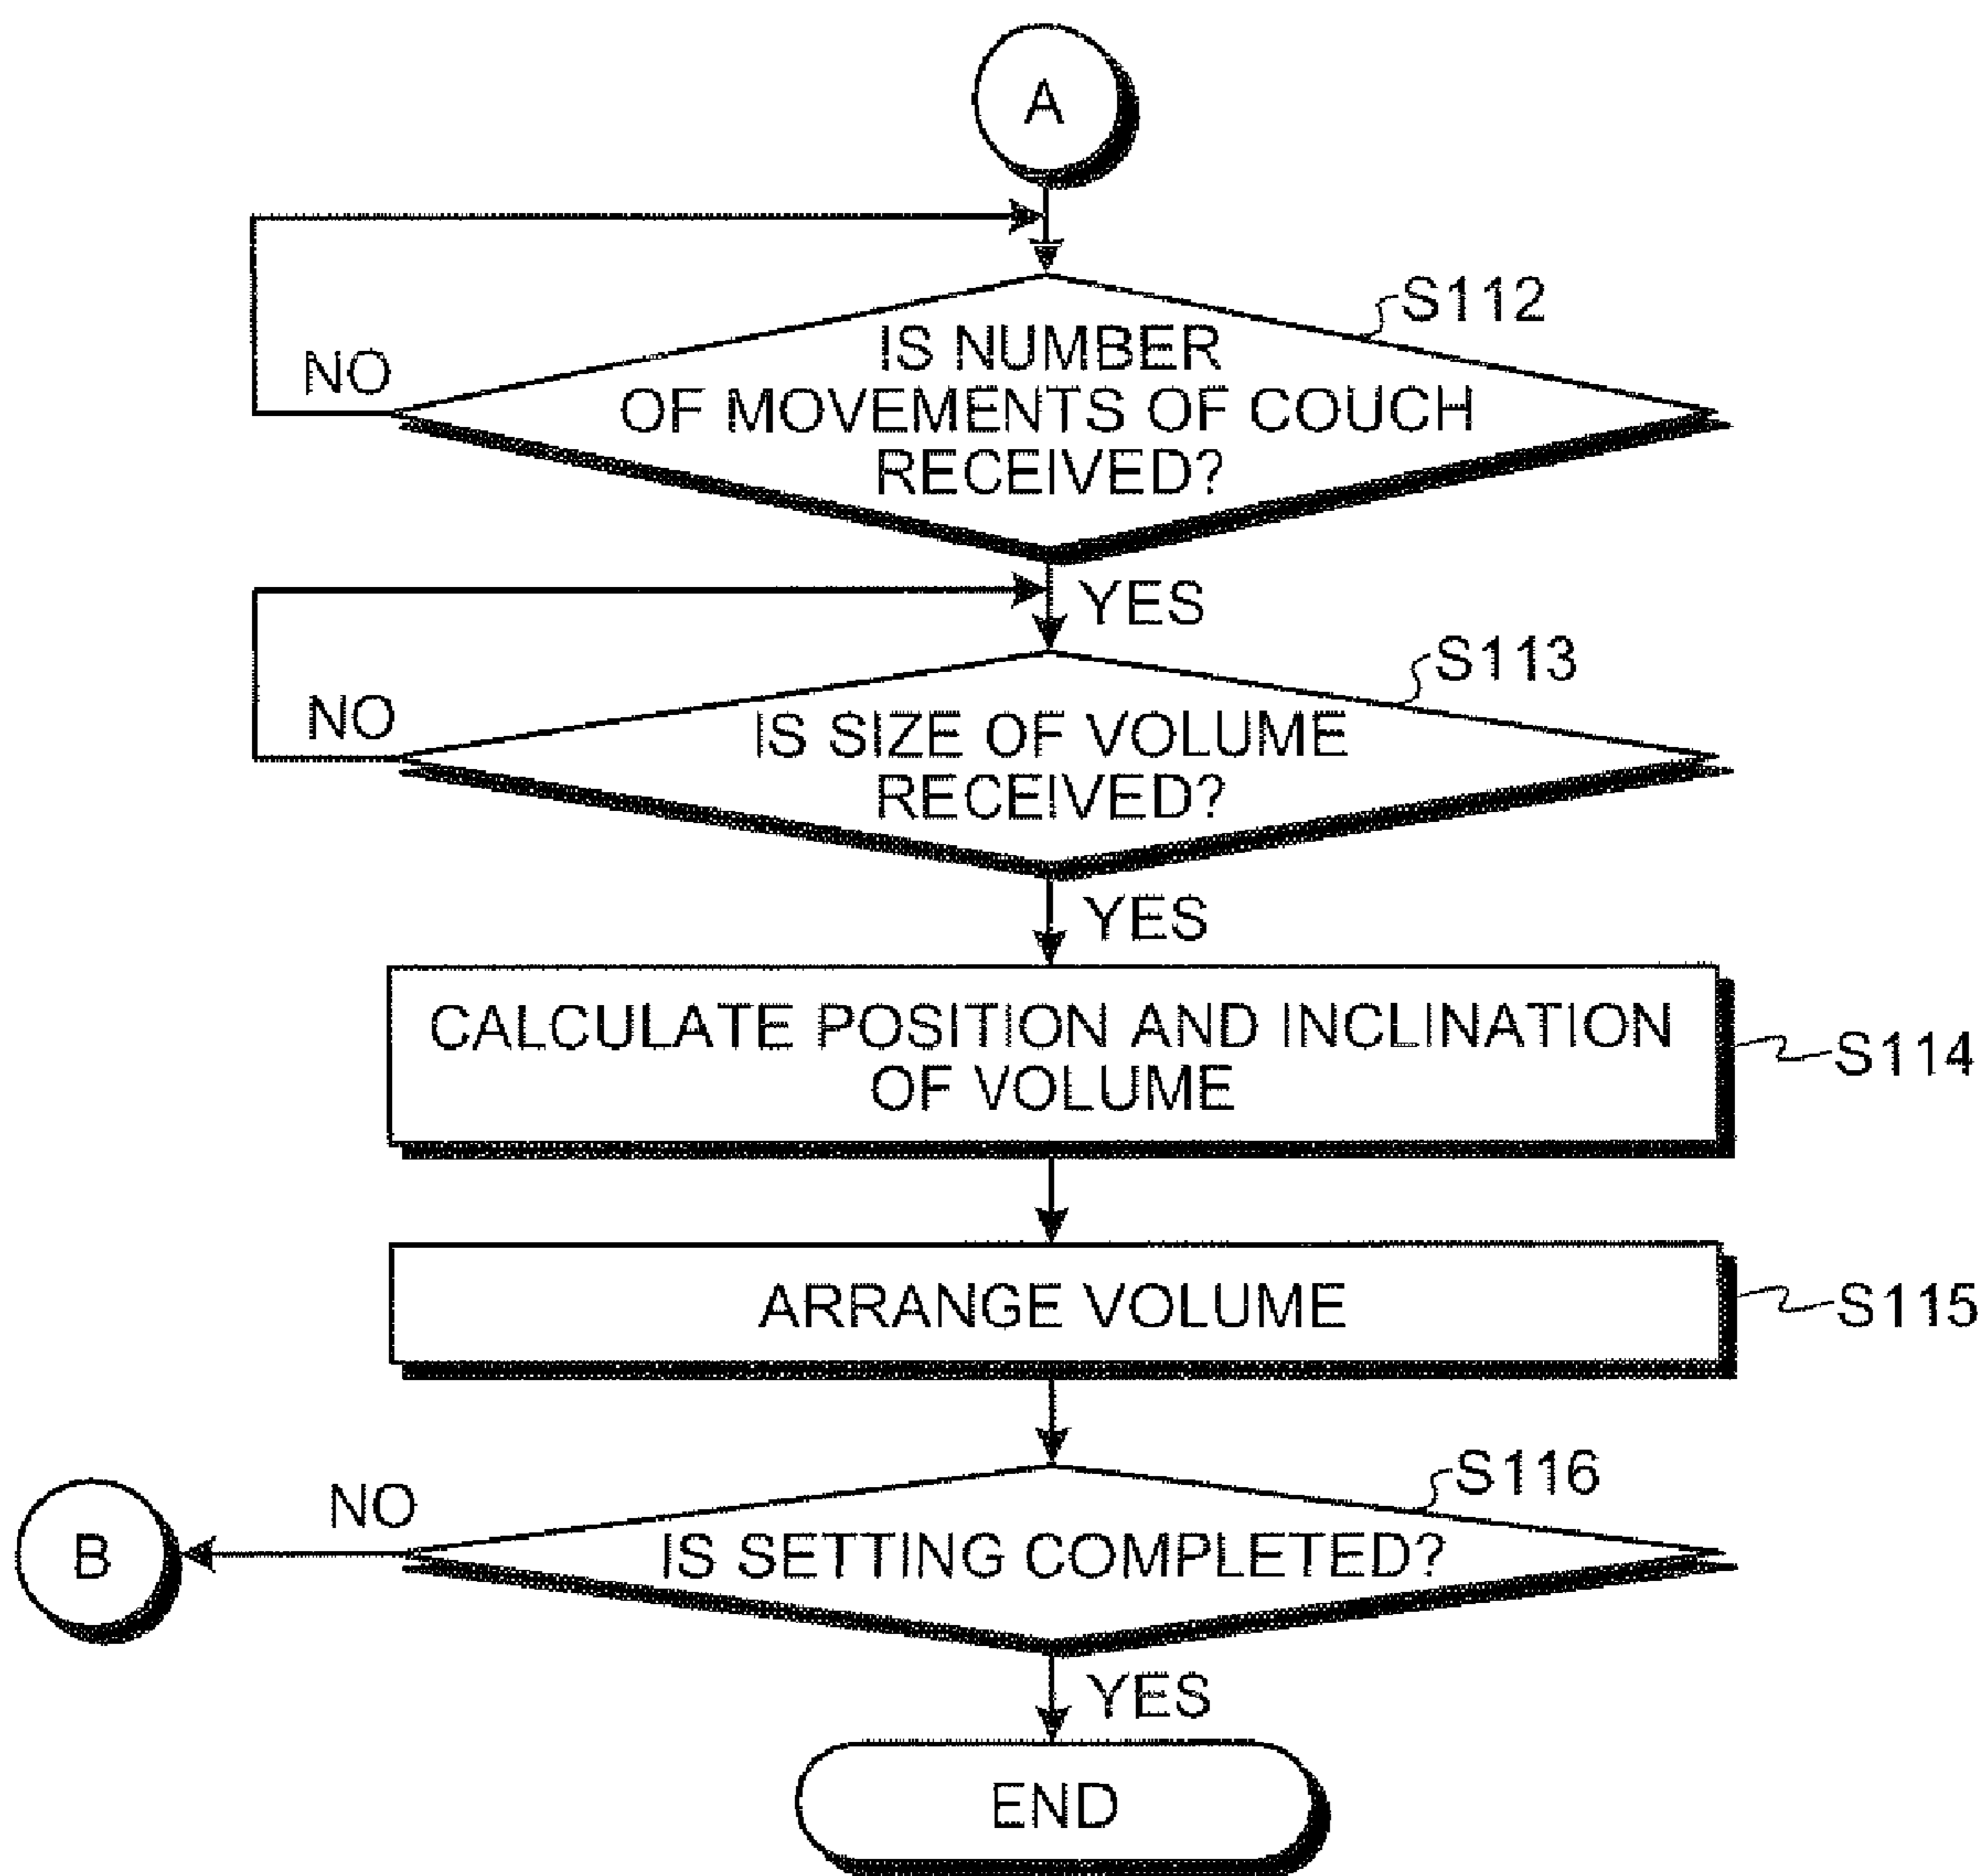 A
S112
IS NUMBER
OF MOVEMENTS OF COUCH
RECEIVED?
NO
YES
S113
IS SIZE OF VOLUME
RECEIVED?
NO
YES
CALCULATE POSITION AND INCLINATION
OF VOLUME
S114
ARRANGE VOLUME
S115
S116
IS SETTING COMPLETED?
NO
B
YES
END